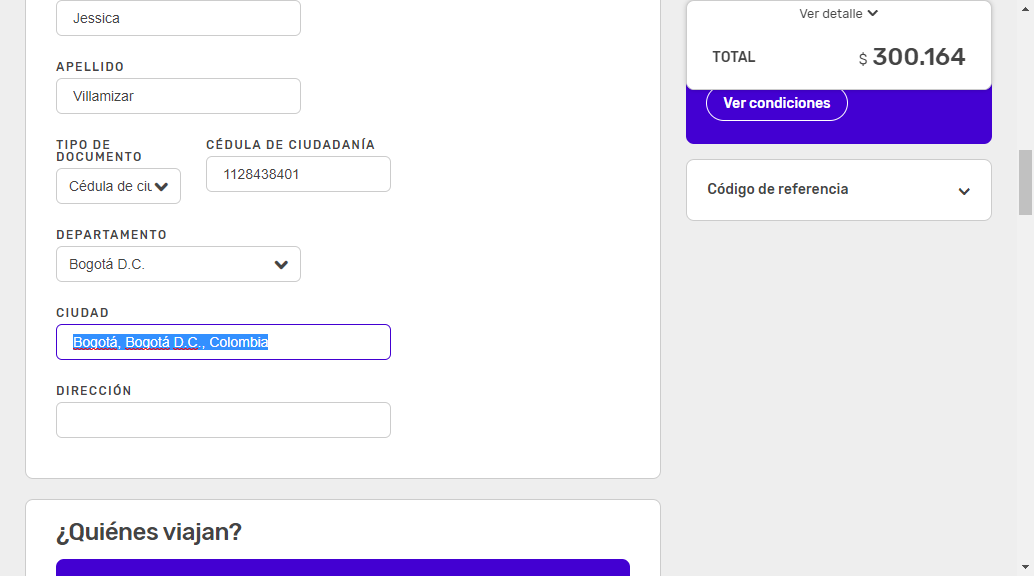 Jessica
APELLIDO
Villamizar
TIPO DE
DOCUMENTO
Cédula de ciu
CÉDULA DE CIUDADANÍA
1128438401
DEPARTAMENTO
Bogotá D.C.
CIUDAD
Bogotá, Bogotá D.C., Colombia
DIRECCIÓN
¿Quiénes viajan?
Ver detalle
TOTAL
$ 300.164
Ver condiciones
Código de referencia